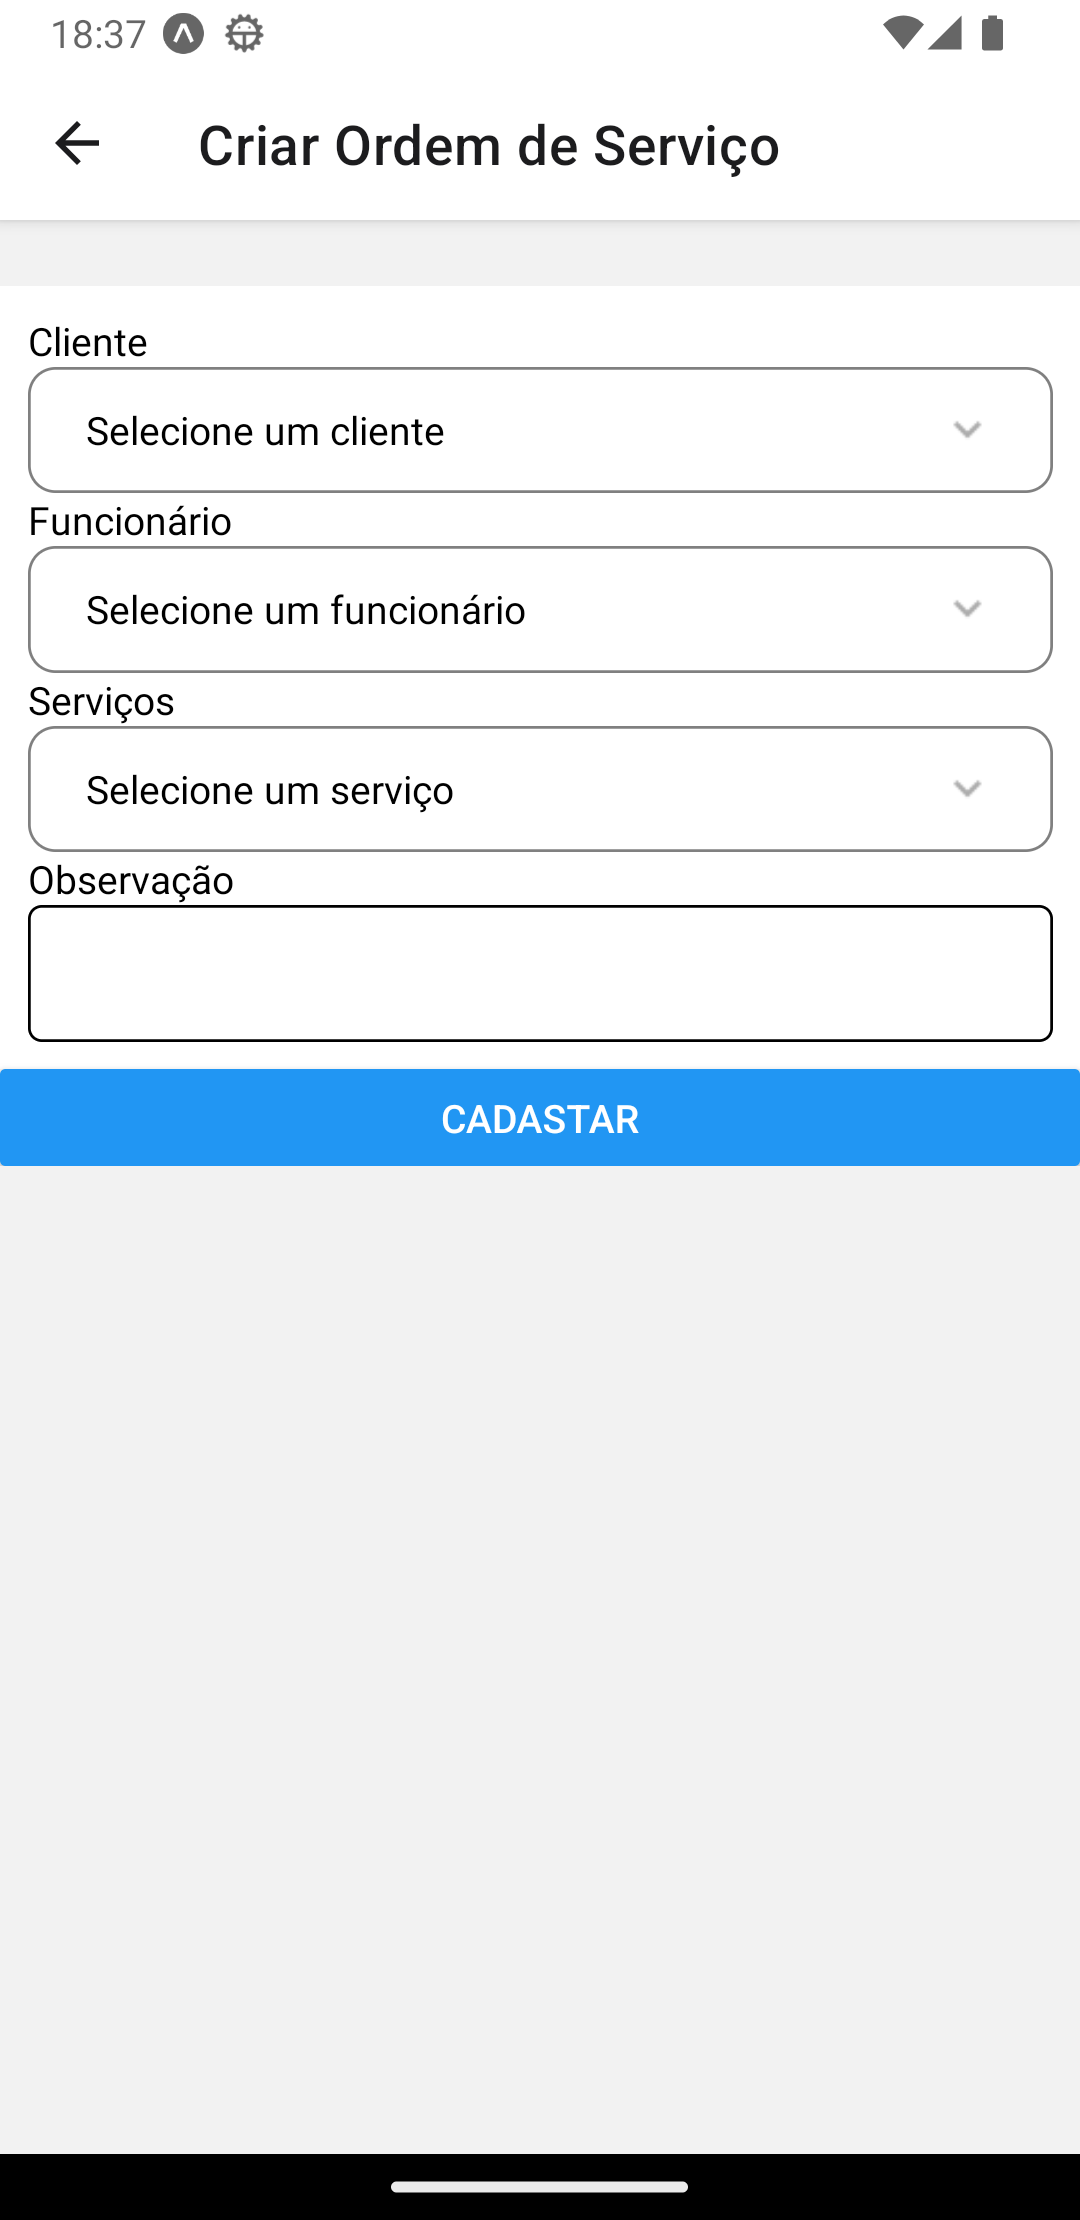 18:37
Criar Ordem de Serviço
Cliente
Selecione um cliente
Funcionário
Selecione um funcionário
Serviços
Selecione um serviço
Observação
CADASTAR